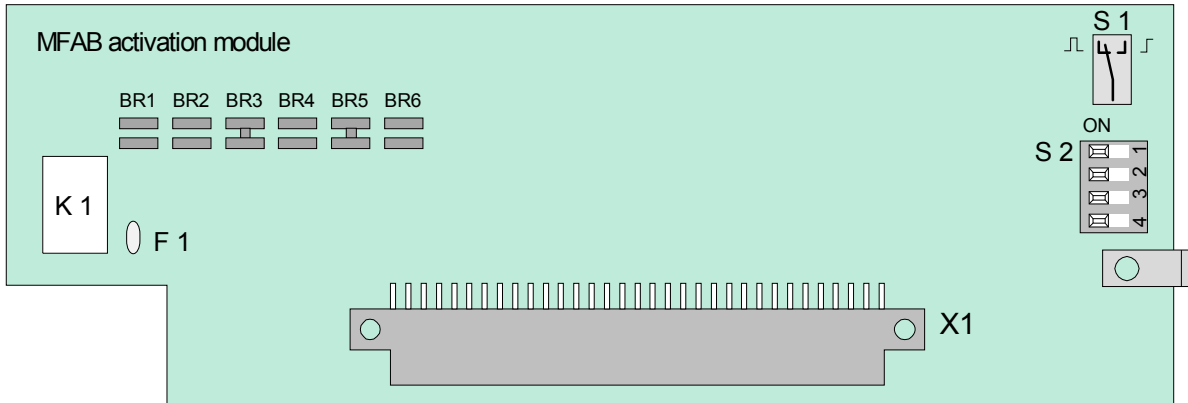 MFAB activation module
S 1
BR1 BR2 BR3 BR4 BR5 BR6
ON
S 2
1
2
3
4
K 1
F 1
X1